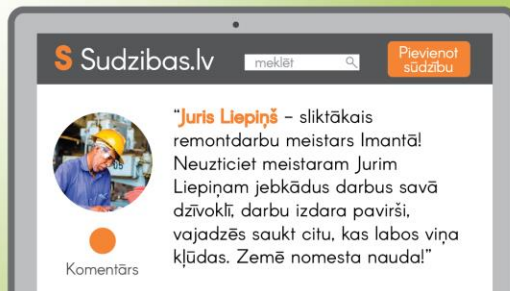 S Sudzibas.lv
meklēt
Pievienot
sūdzību
“Juris Liepiņš – sliktākais
remontdarbu meistars Imantā!
Neuzticiet meistaram Jurim
Liepiņam jebkādus darbus savā
dzīvoklī, darbu izdara pavirši,
vajadzēs saukt citu, kas labos viņa
kļūdas. Zemē nomesta nauda!”
Komentārs